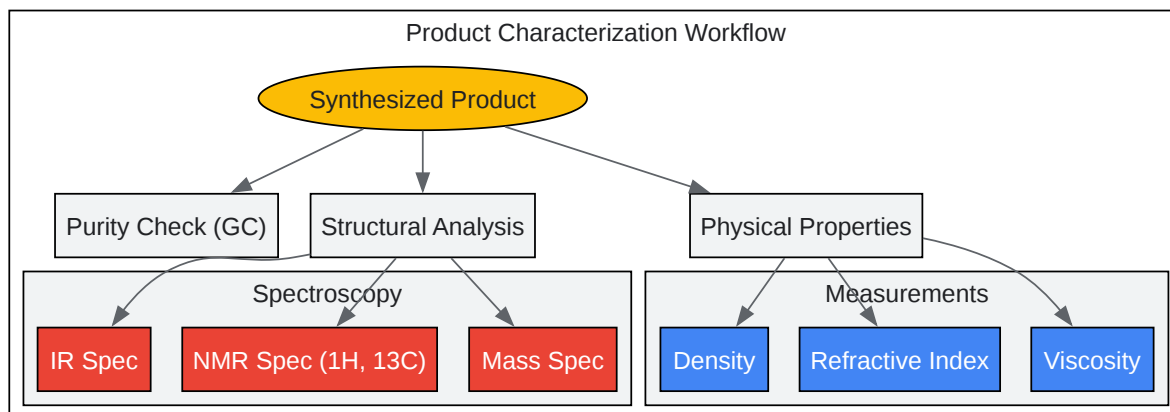 Product Characterization Workflow
Synthesized Product
Purity Check (GC)
Structural Analysis
Physical Properties
Spectroscopy
Measurements
IR Spec
NMR Spec (1H, 13C)
Mass Spec
Density
Refractive Index
Viscosity